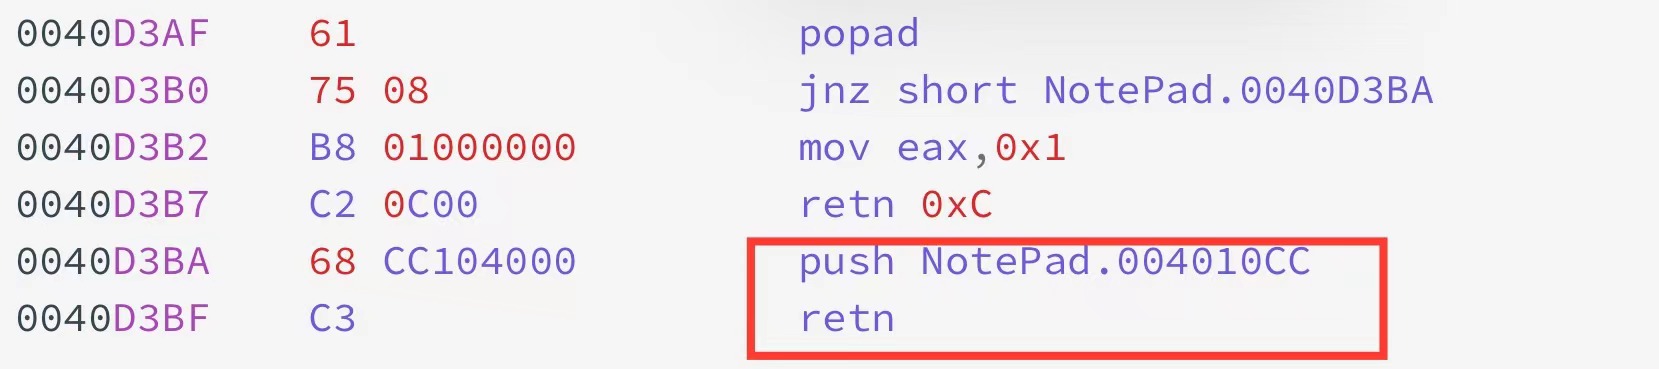 0040D3AF 61 popad
0040D3B0 75 08 jnz short NotePad.0040D3BA
0040D3B2 B8 01000000 mov eax,0x1
0040D3B7 C2 0C00 retn 0xC
0040D3BA 68 CC104000 push NotePad.004010CC
0040D3BF C3 retn